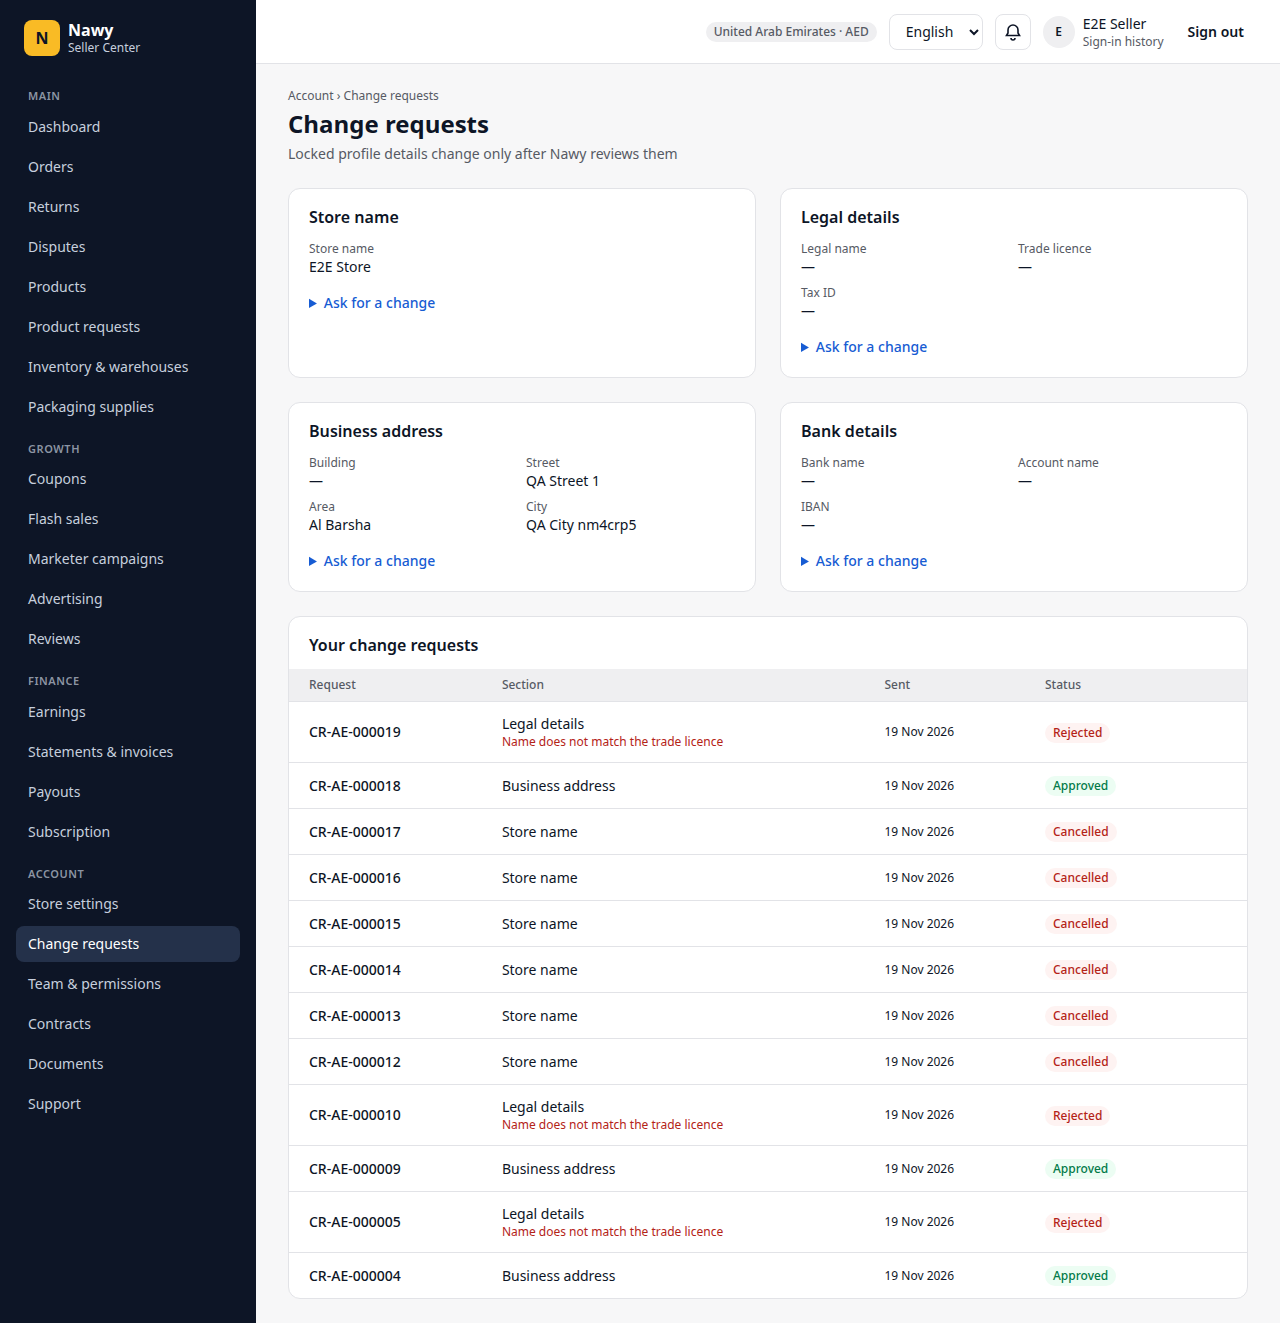 N
Nawy
Seller Center
MAIN
Dashboard
Orders
Returns
Disputes
Products
Product requests
Inventory & warehouses
Packaging supplies
GROWTH
Coupons
Flash sales
Marketer campaigns
Advertising
Reviews
FINANCE
Earnings
Statements & invoices
Payouts
Subscription
ACCOUNT
Store settings
Change requests
Team & permissions
Contracts
Documents
Support
United Arab Emirates · AED
English
E
E2E Seller
Sign-in history
Sign out
Account › Change requests
Change requests
Locked profile details change only after Nawy reviews them
Store name
Store name
E2E Store
Ask for a change
Legal details
Legal name Trade licence
— —
Tax ID
—
Ask for a change
Business address
Building Street
— QA Street 1
Area City
Al Barsha QA City nm4crp5
Ask for a change
Bank details
Bank name Account name
— —
IBAN
—
Ask for a change
Your change requests
Request Section Sent Status
CR-AE-000019 Legal details 19 Nov 2026 Rejected
Name does not match the trade licence
CR-AE-000018 Business address 19 Nov 2026 Approved
CR-AE-000017 Store name 19 Nov 2026 Cancelled
CR-AE-000016 Store name 19 Nov 2026 Cancelled
CR-AE-000015 Store name 19 Nov 2026 Cancelled
CR-AE-000014 Store name 19 Nov 2026 Cancelled
CR-AE-000013 Store name 19 Nov 2026 Cancelled
CR-AE-000012 Store name 19 Nov 2026 Cancelled
CR-AE-000010 Legal details 19 Nov 2026 Rejected
Name does not match the trade licence
CR-AE-000009 Business address 19 Nov 2026 Approved
CR-AE-000005 Legal details 19 Nov 2026 Rejected
Name does not match the trade licence
CR-AE-000004 Business address 19 Nov 2026 Approved